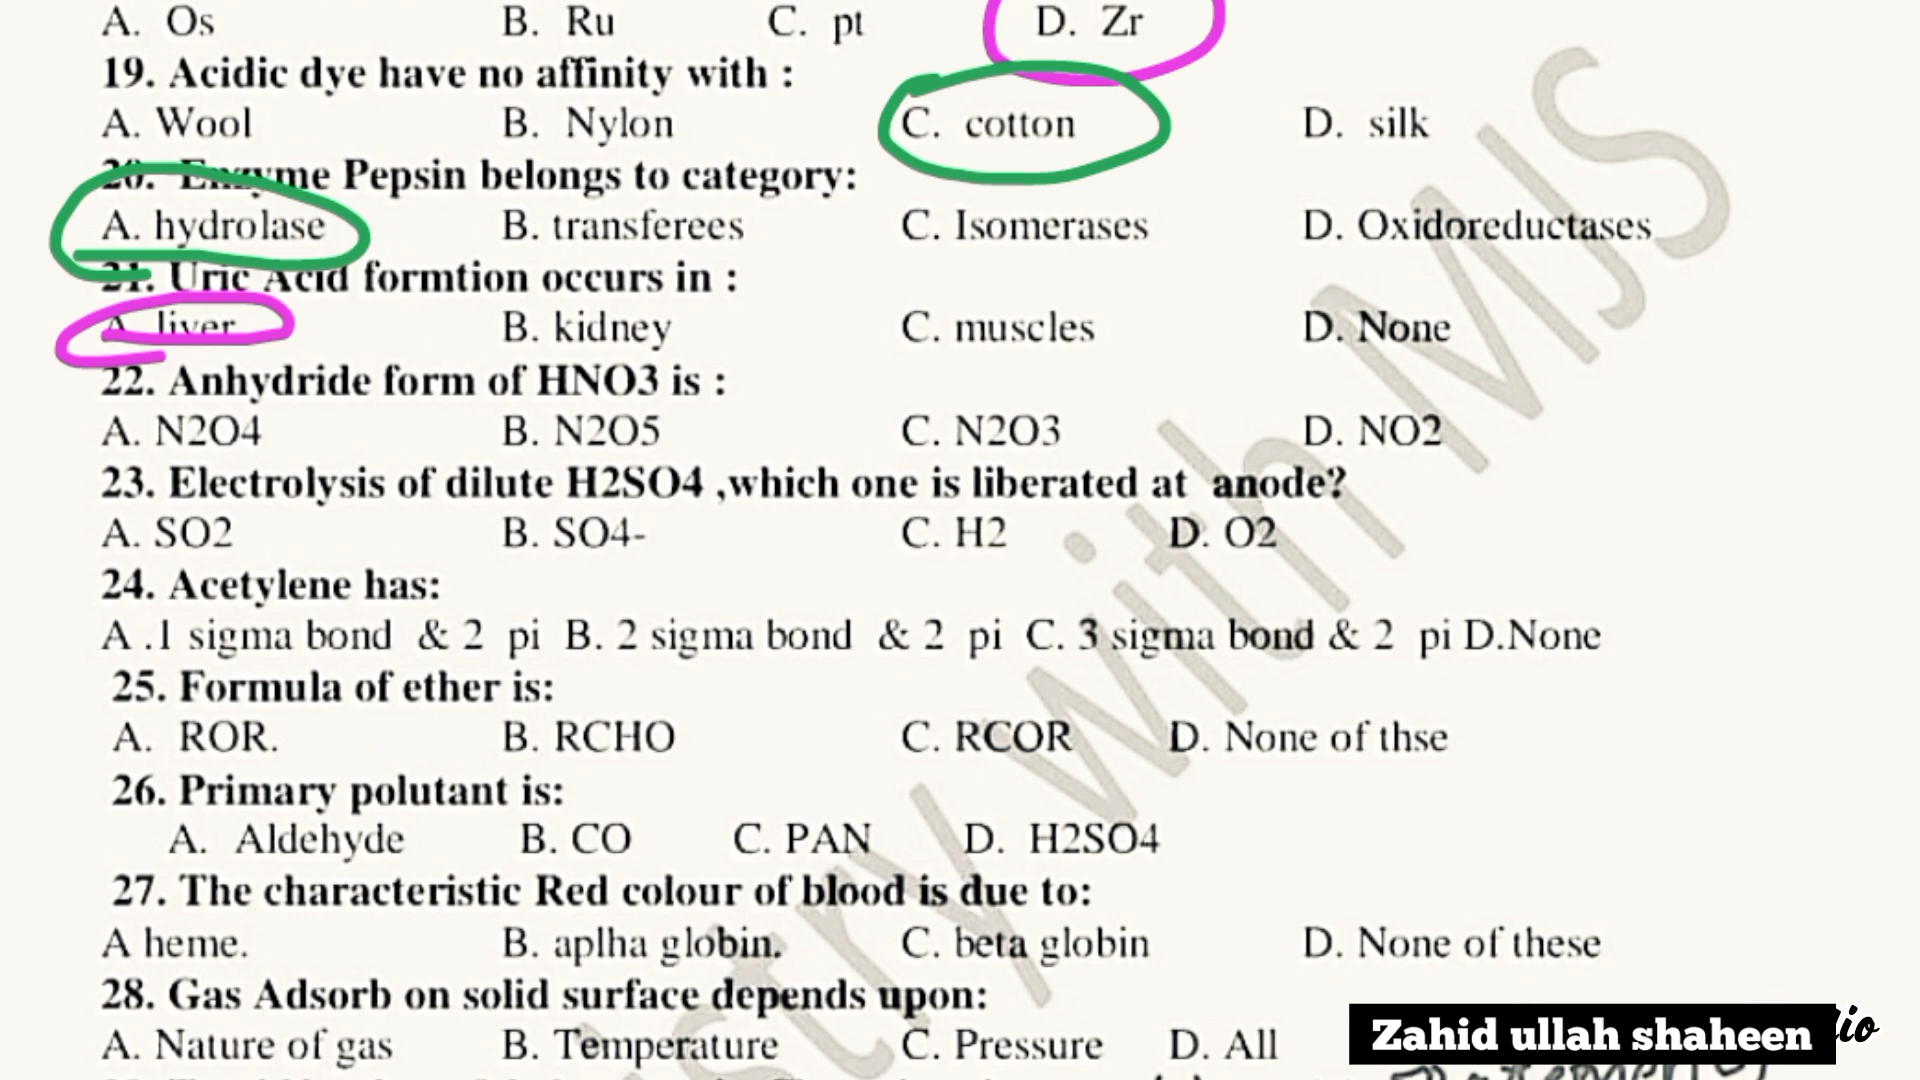 A. Os B. Ru C. pt D. Zr
19. Acidic dye have no affinity with :
A. Wool B. Nylon C. cotton D. silk
20. Enzyme Pepsin belongs to category:
A. hydrolase B. transferees C. Isomerases D. Oxidoreductases
21. Uric Acid formtion occurs in :
A. liver B. kidney C. muscles D. None
22. Anhydride form of HNO3 is :
A. N2O4 B. N2O5 C. N2O3 D. NO2
23. Electrolysis of dilute H2SO4 ,which one is liberated at anode?
A. SO2 B. SO4- C. H2 D. O2
24. Acetylene has:
A .1 sigma bond & 2 pi B. 2 sigma bond & 2 pi C. 3 sigma bond & 2 pi D.None
25. Formula of ether is:
A. ROR. B. RCHO C. RCOR D. None of thse
26. Primary polutant is:
A. Aldehyde B. CO C. PAN D. H2SO4
27. The characteristic Red colour of blood is due to:
A heme. B. aplha globin. C. beta globin D. None of these
28. Gas Adsorb on solid surface depends upon:
A. Nature of gas B. Temperature C. Pressure D. All
Zahid ullah shaheen
with MJS